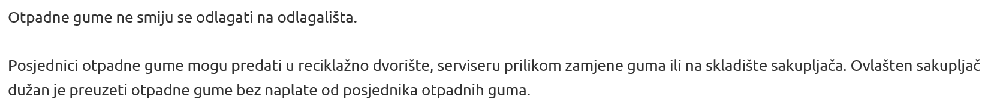 Otpadne gume ne smiju se odlagati na odlagališta.
Posjednici otpadne gume mogu predati u reciklažno dvorište, serviseru prilikom zamjene guma ili na skladište sakupljača. Ovlašten sakupljač
dužan je preuzeti otpadne gume bez naplate od posjednika otpadnih guma.